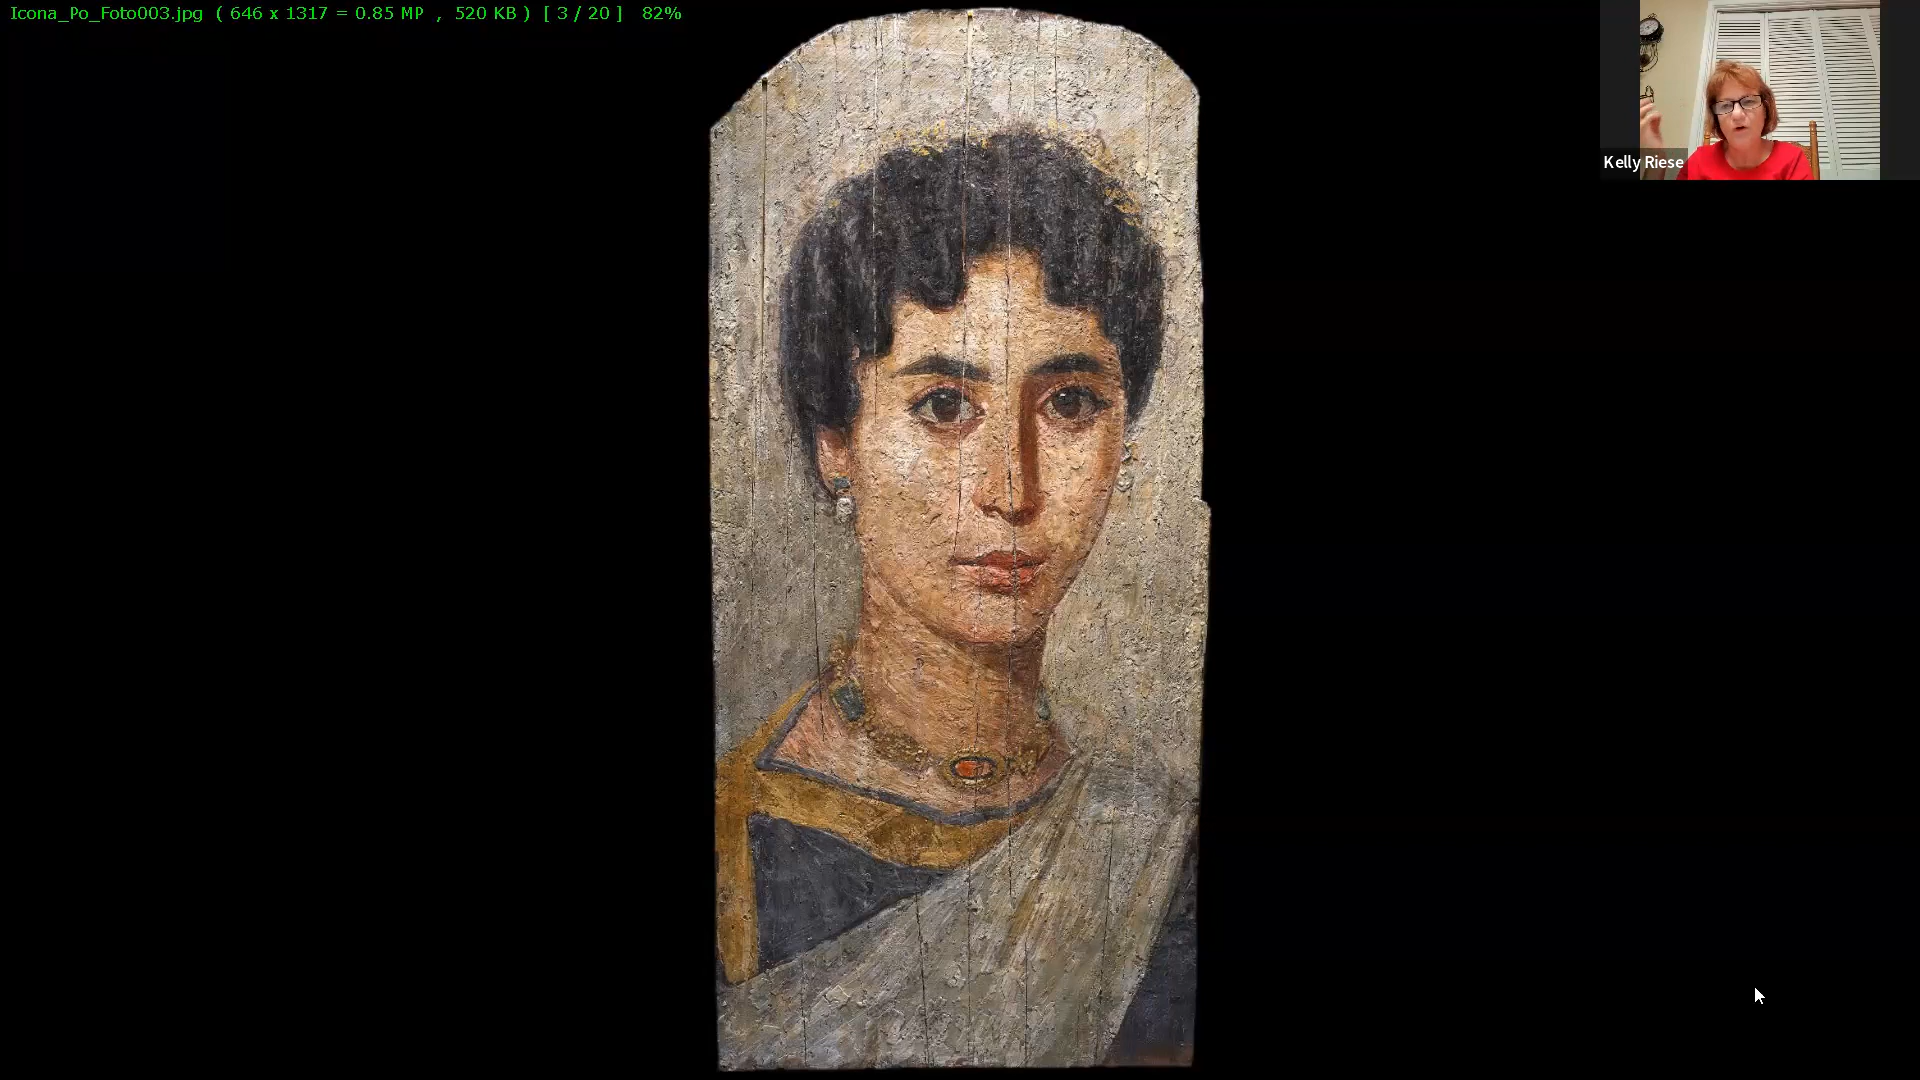 Icona_Po_Foto003.jpg ( 646 x 1317 = 0.85 MP , 520 KB ) [ 3 / 20 ] 82%
Kelly Riese